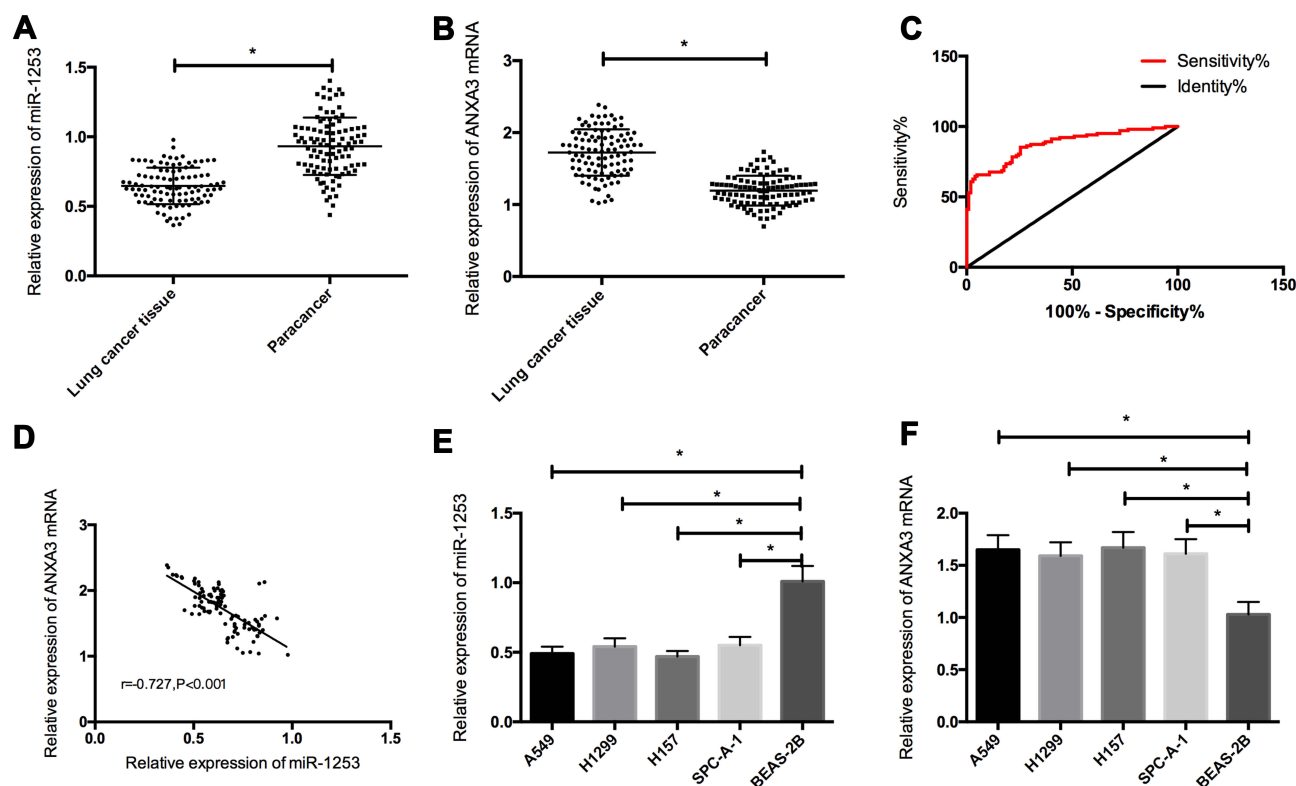 A
Relative expression of miR-1253
1.5
1.0
0.5
0.0
*
Lung cancer tissue
Paracancer
B
Relative expression of ANXA3 mRNA
3
2
1
0
*
Lung cancer tissue
Paracancer
C
Sensitivity%
150
100
50
0
Sensitivity%
Identity%
0
50
100
150
100% - Specificity%
D
Relative expression of ANXA3 mRNA
3
2
1
0
r=-0.727,P<0.001
0.0
0.5
1.0
1.5
Relative expression of miR-1253
E
Relative expression of miR-1253
1.5
1.0
0.5
0.0
*
*
*
*
A549
H1299
H157
SPC-A-1
BEAS-2B
F
Relative expression of ANXA3 mRNA
2.0
1.5
1.0
0.5
0.0
*
*
*
*
A549
H1299
H157
SPC-A-1
BEAS-2B